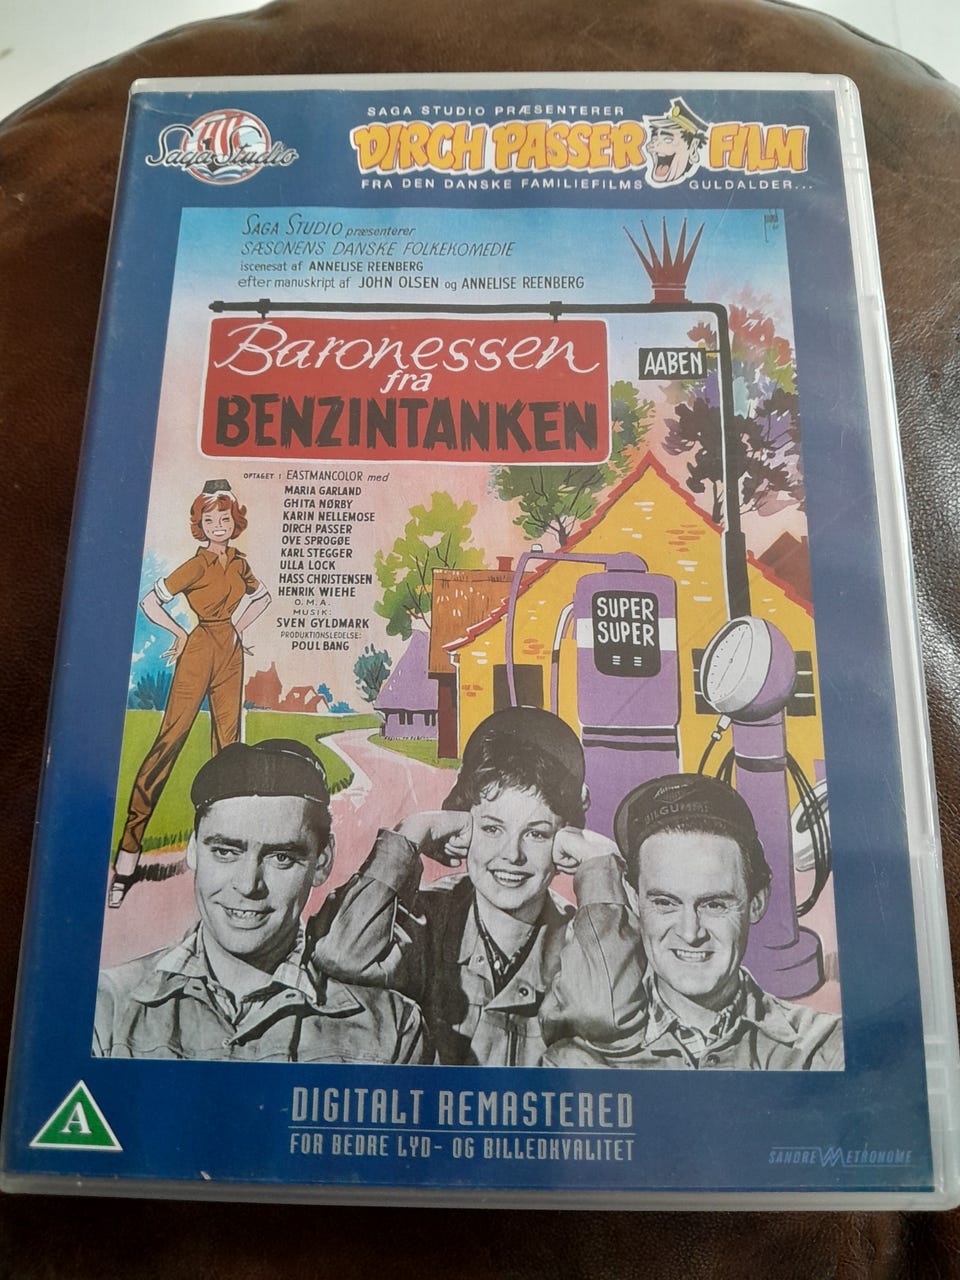 Saga Studio
SAGA STUDIO PRÆSENTERER
DIRCH PASSER FILM
FRA DEN DANSKE FAMILIEFILMS GULDALDER...
SAGA STUDIO præsenterer
SÆSONENS DANSKE FOLKEKOMEDIE
iscenesat af ANNELISE REENBERG
efter manuskript af JOHN OLSEN og ANNELISE REENBERG
Baronessen
fra
BENZINTANKEN
AABEN
OPTAGET I EASTMANCOLOR med
MARIA GARLAND
GHITA NØRBY
KARIN NELLEMOSE
DIRCH PASSER
OVE SPROGØE
KARL STEGGER
ULLA LOCK
HASS CHRISTENSEN
HENRIK WIEHE
O.M.A.
MUSIK:
SVEN GYLDMARK
PRODUKTIONSLEDELSE:
POUL BANG
SUPER
SUPER
BILGUMMI
A
DIGITALT REMASTERED
FOR BEDRE LYD- OG BILLEDKVALITET
SANDREW METRONOME